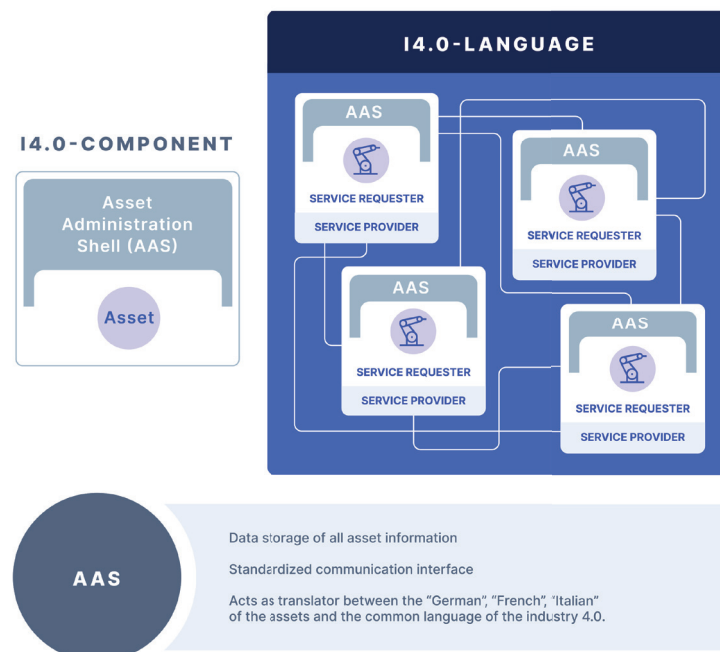 I4.0-LANGUAGE
I4.0-COMPONENT
Asset
Administration
Shell (AAS)
Asset
AAS
SERVICE REQUESTER
SERVICE PROVIDER
AAS
SERVICE REQUESTER
SERVICE PROVIDER
AAS
SERVICE REQUESTER
SERVICE PROVIDER
AAS
SERVICE REQUESTER
SERVICE PROVIDER
AAS
Data storage of all asset information
Standardized communication interface
Acts as translator between the “German”, “French”, “Italian”
of the assets and the common language of the industry 4.0.